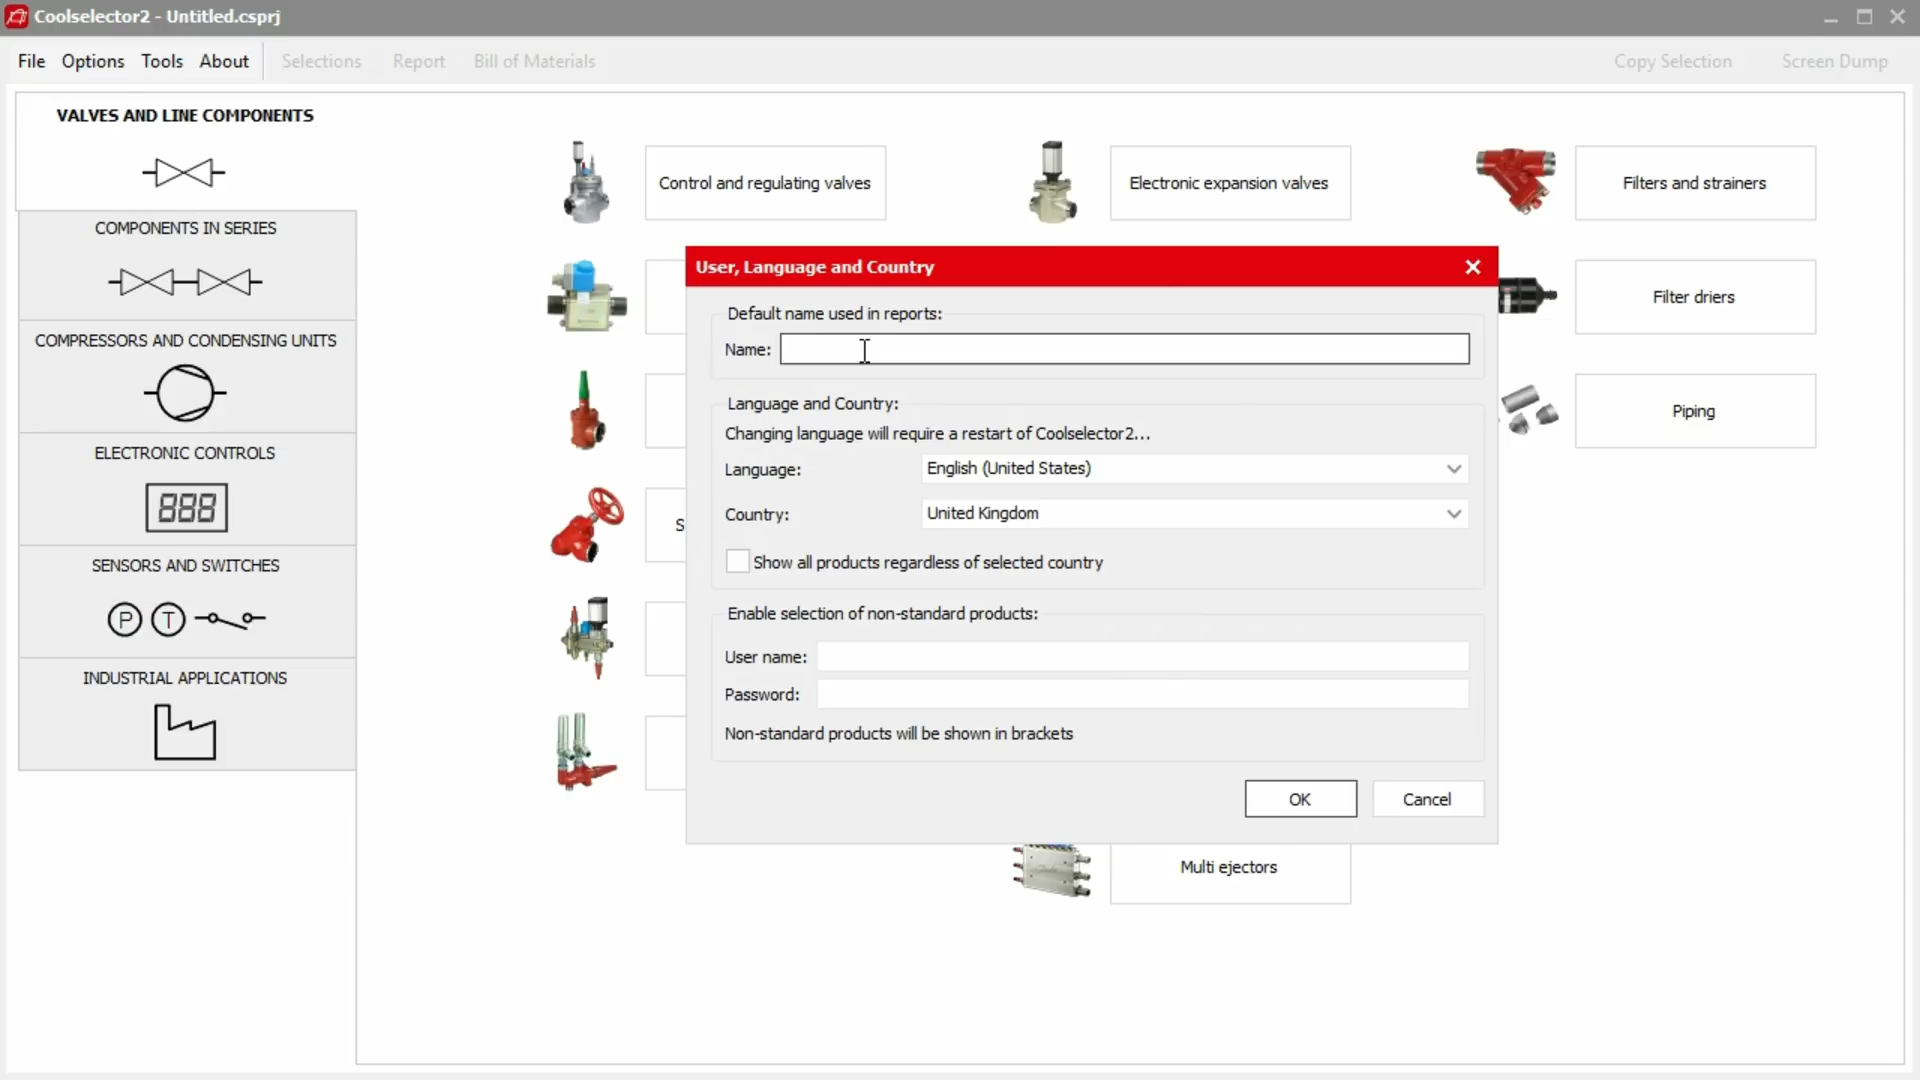 Coolselector2 - Untitled.csprj
File Options Tools About Selections Report Bill of Materials Copy Selection Screen Dump
VALVES AND LINE COMPONENTS
COMPONENTS IN SERIES
COMPRESSORS AND CONDENSING UNITS
ELECTRONIC CONTROLS
888
SENSORS AND SWITCHES
P T
INDUSTRIAL APPLICATIONS
Control and regulating valves
Electronic expansion valves
Filters and strainers
Filter driers
Piping
S
Multi ejectors
User, Language and Country
Default name used in reports:
Name:
Language and Country:
Changing language will require a restart of Coolselector2...
Language: English (United States)
Country: United Kingdom
Show all products regardless of selected country
Enable selection of non-standard products:
User name:
Password:
Non-standard products will be shown in brackets
OK Cancel